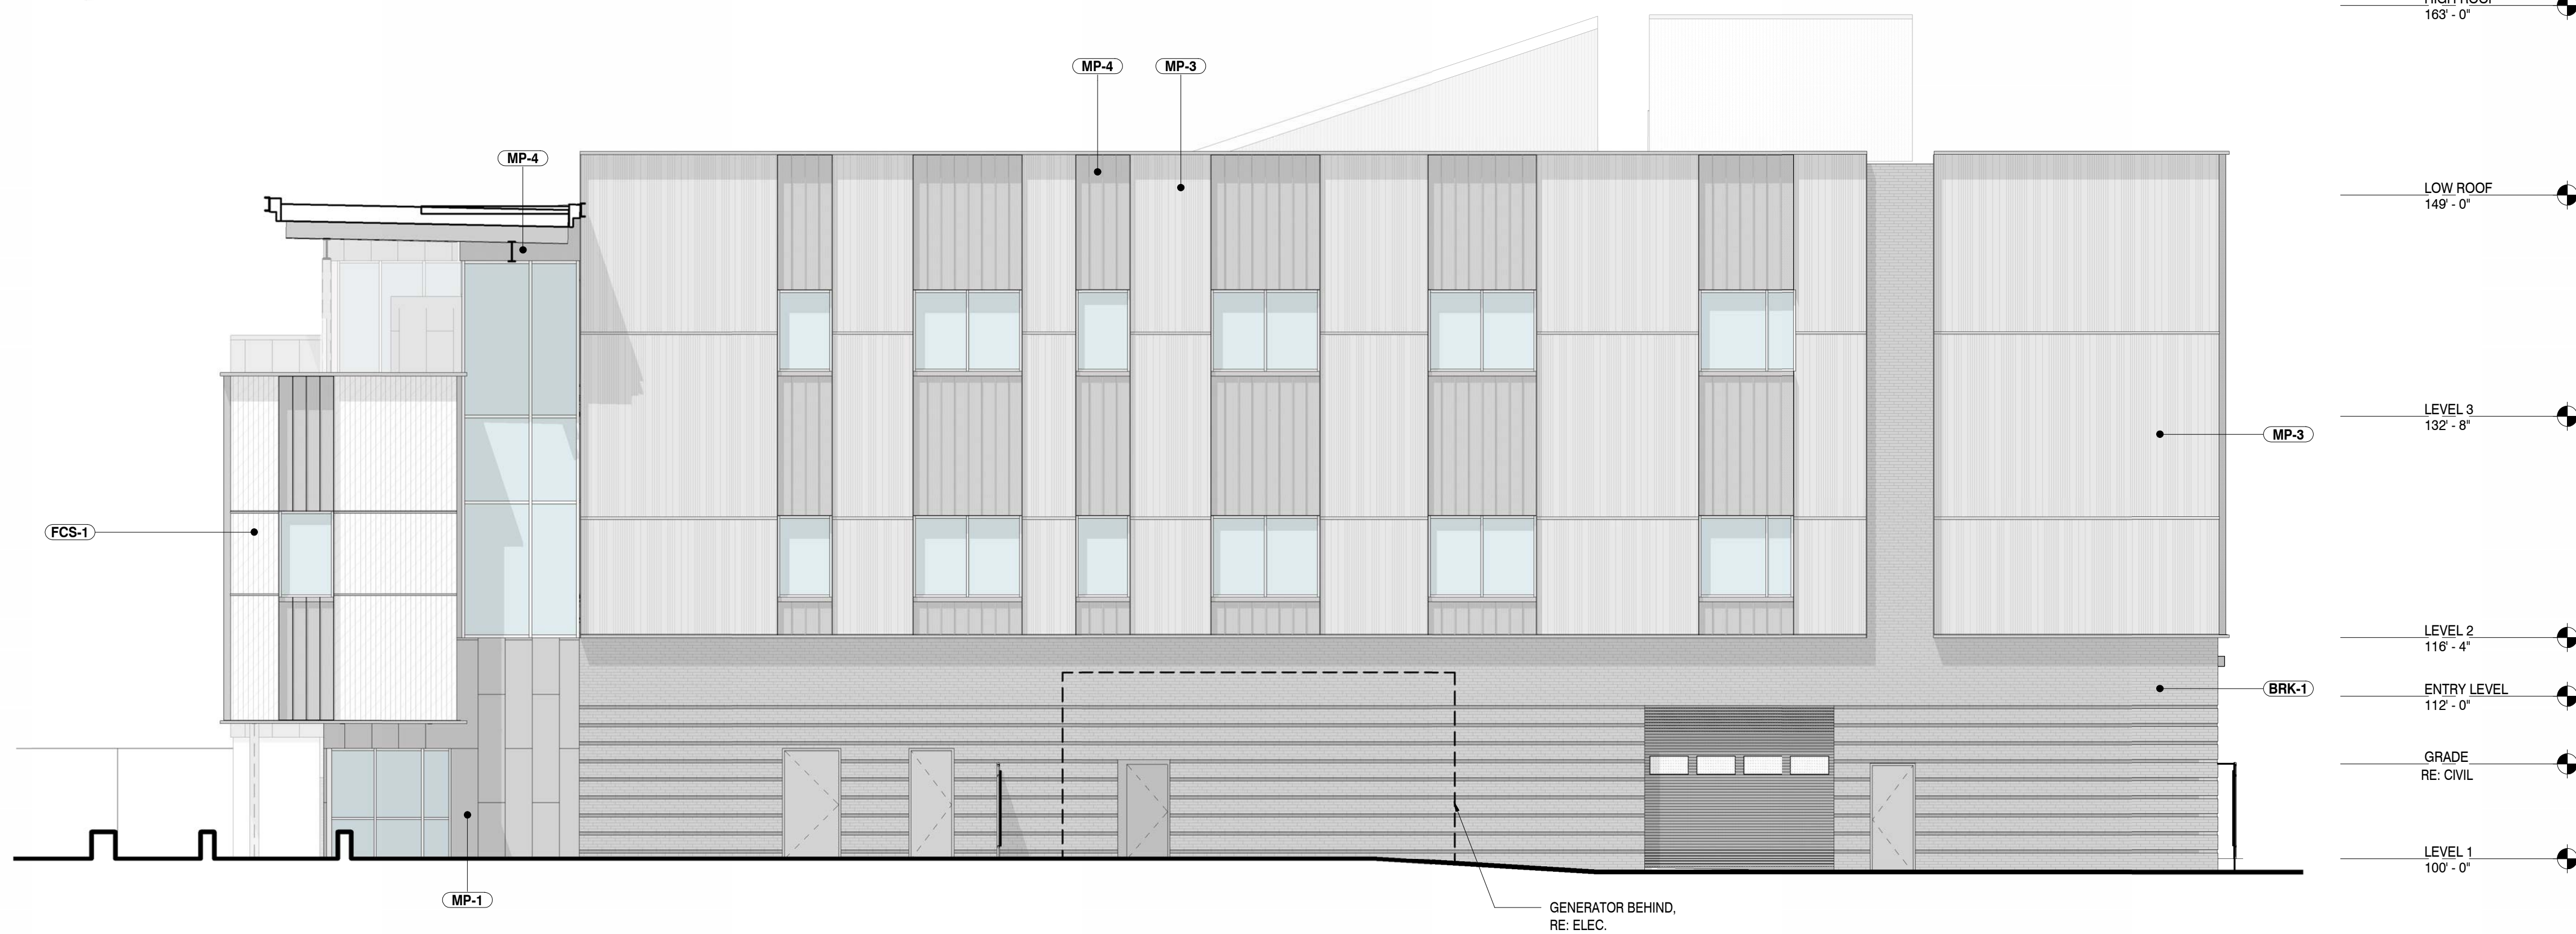 163' - 0"
MP-4
MP-3
MP-4
LOW ROOF
149' - 0"
LEVEL 3
132' - 8"
MP-3
FCS-1
LEVEL 2
116' - 4"
BRK-1
ENTRY LEVEL
112' - 0"
GRADE
RE: CIVIL
LEVEL 1
100' - 0"
MP-1
GENERATOR BEHIND,
RE: ELEC.